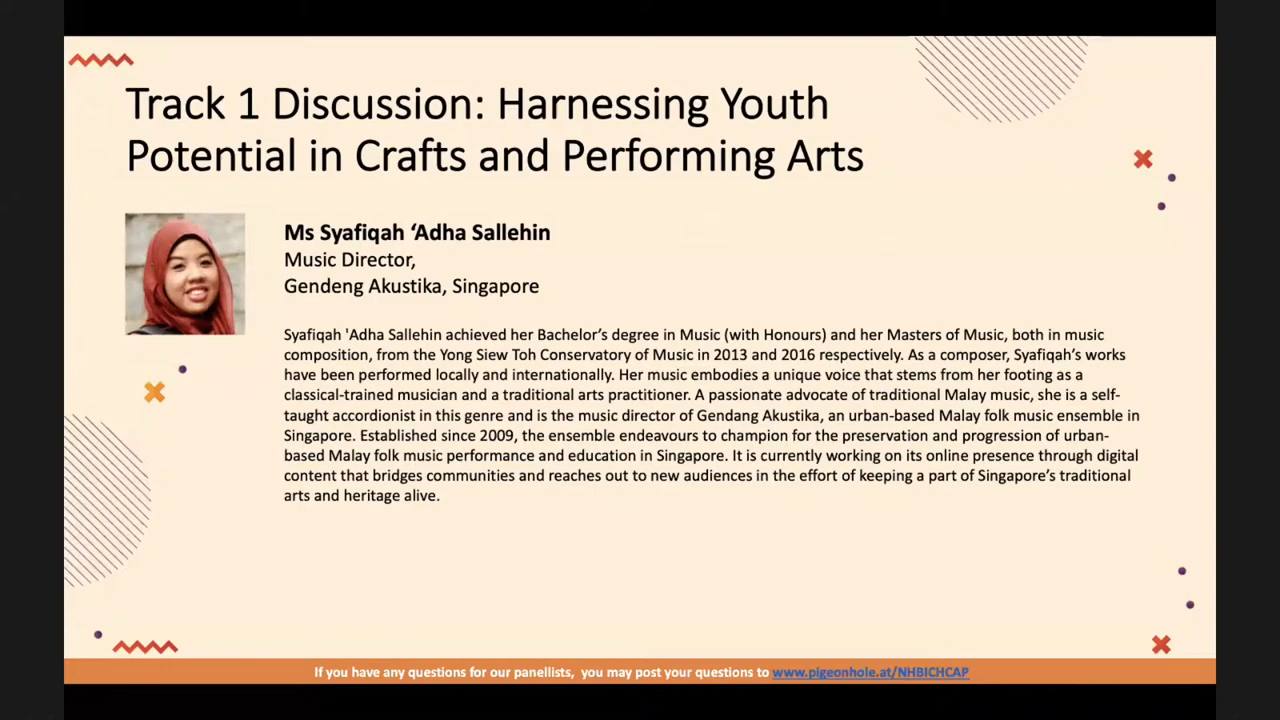 Track 1 Discussion: Harnessing Youth
Potential in Crafts and Performing Arts
Ms Syafiqah ‘Adha Sallehin
Music Director,
Gendeng Akustika, Singapore
Syafiqah 'Adha Sallehin achieved her Bachelor’s degree in Music (with Honours) and her Masters of Music, both in music
composition, from the Yong Siew Toh Conservatory of Music in 2013 and 2016 respectively. As a composer, Syafiqah’s works
have been performed locally and internationally. Her music embodies a unique voice that stems from her footing as a
classical-trained musician and a traditional arts practitioner. A passionate advocate of traditional Malay music, she is a self-
taught accordionist in this genre and is the music director of Gendang Akustika, an urban-based Malay folk music ensemble in
Singapore. Established since 2009, the ensemble endeavours to champion for the preservation and progression of urban-
based Malay folk music performance and education in Singapore. It is currently working on its online presence through digital
content that bridges communities and reaches out to new audiences in the effort of keeping a part of Singapore’s traditional
arts and heritage alive.
If you have any questions for our panellists, you may post your questions to www.pigeonhole.at/NHBICHCAP